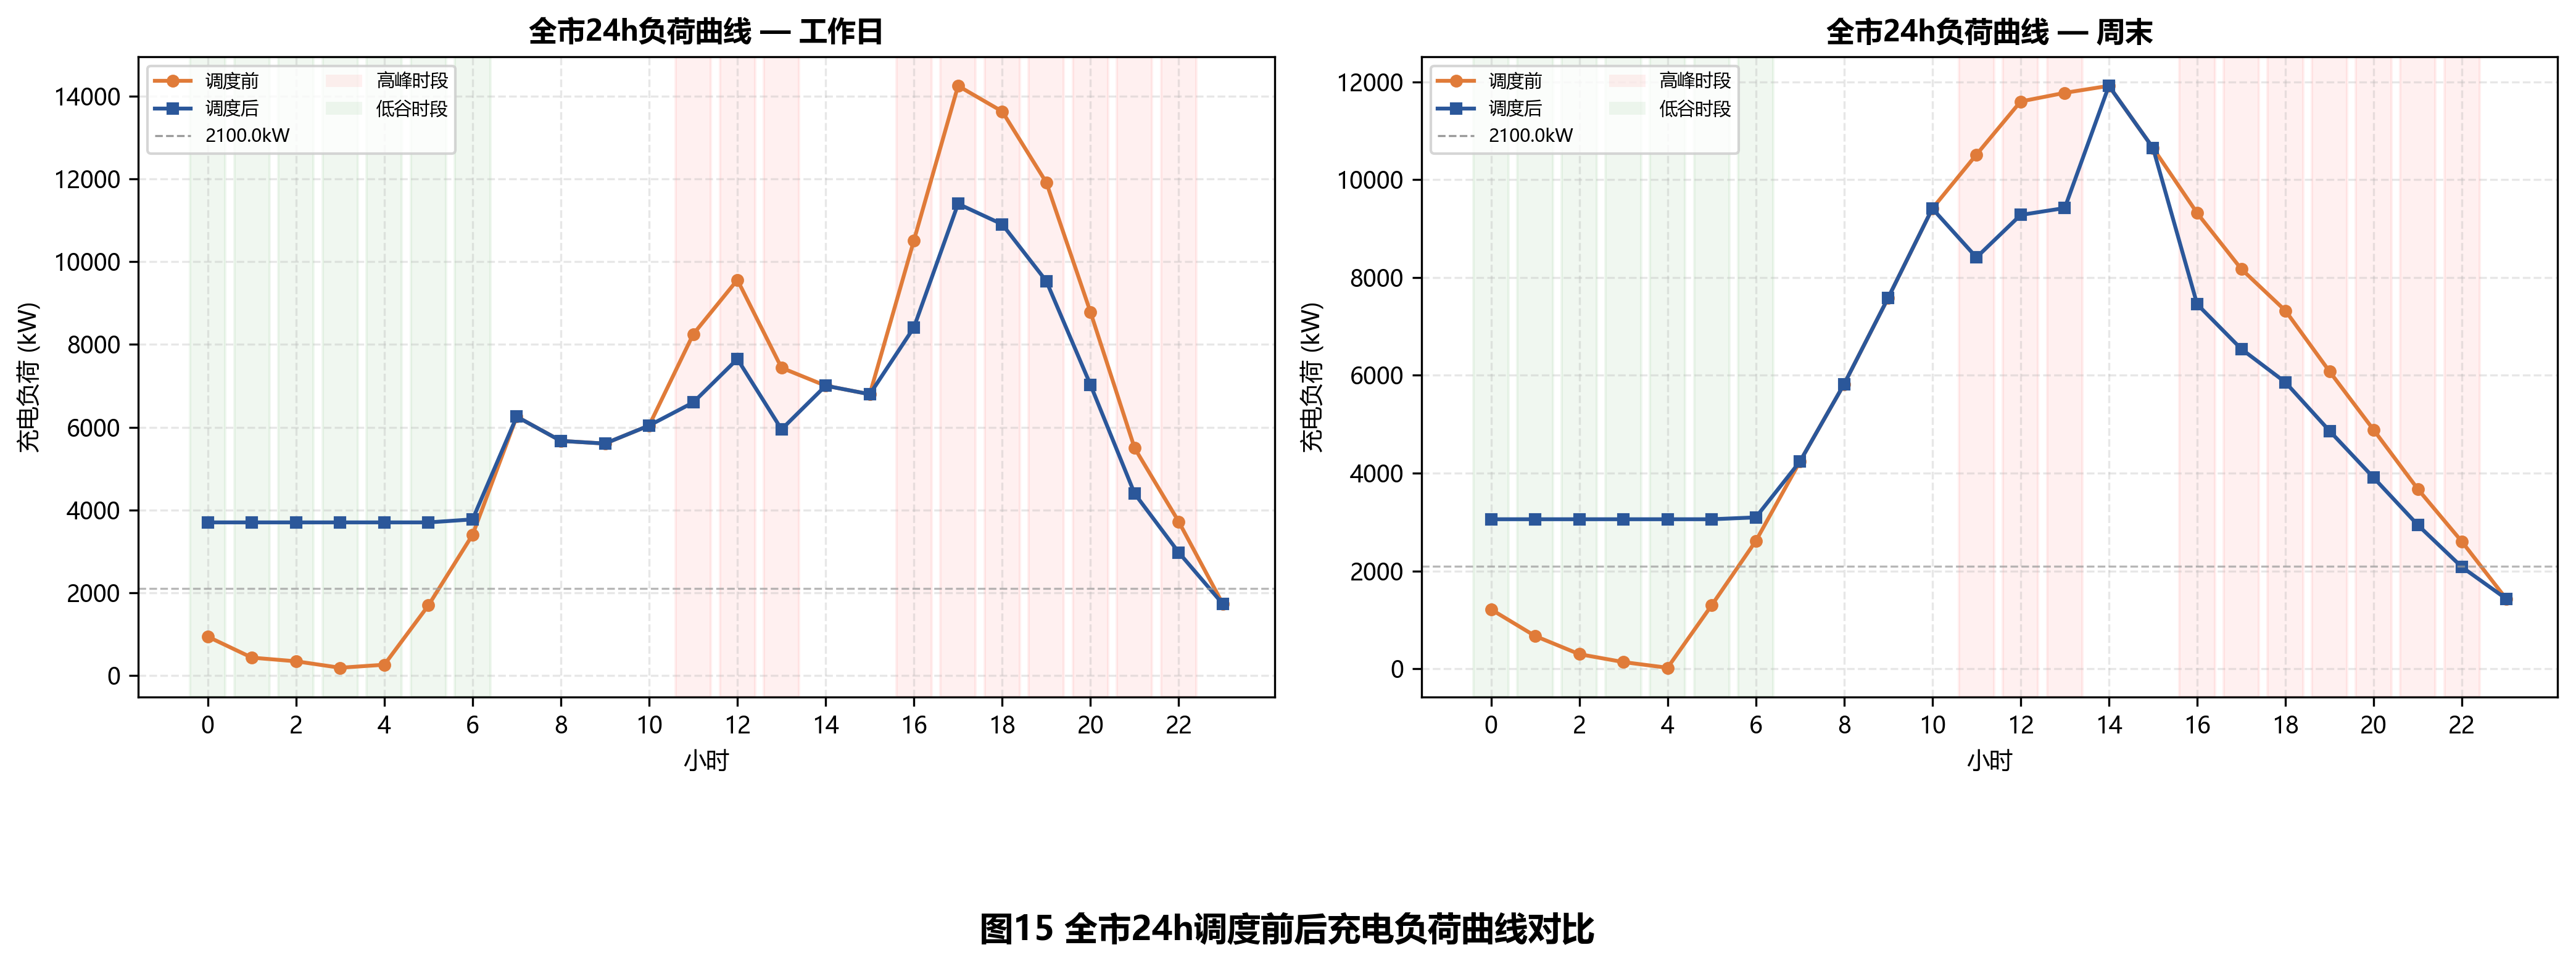 全市24h负荷曲线 — 工作日
调度前
调度后
2100.0kW
高峰时段
低谷时段
充电负荷 (kW)
14000
12000
10000
8000
6000
4000
2000
0
0 2 4 6 8 10 12 14 16 18 20 22
小时
全市24h负荷曲线 — 周末
调度前
调度后
2100.0kW
高峰时段
低谷时段
充电负荷 (kW)
12000
10000
8000
6000
4000
2000
0
0 2 4 6 8 10 12 14 16 18 20 22
小时
图15 全市24h调度前后充电负荷曲线对比